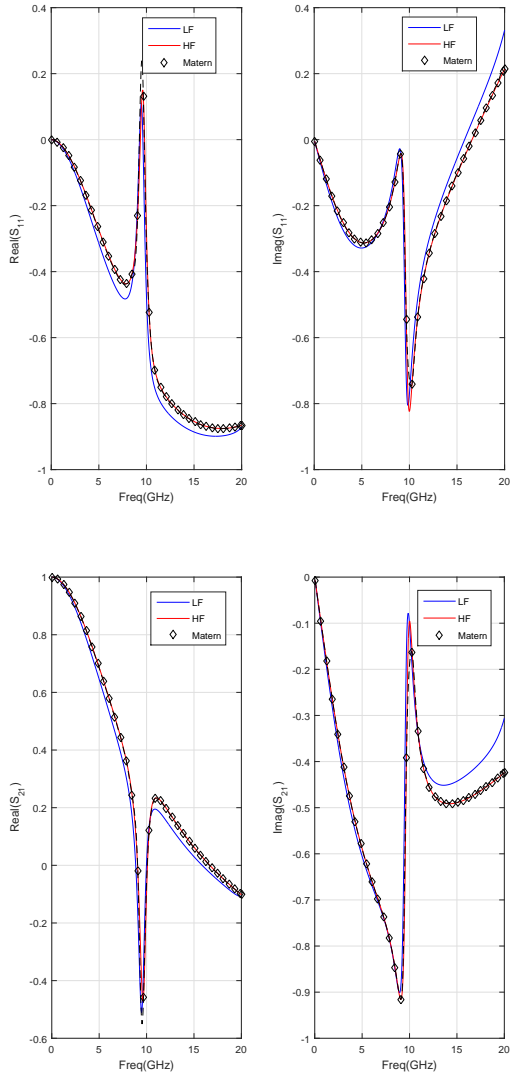 0.4
0.2
0
-0.2
-0.4
-0.6
-0.8
-1
Real(S11)
0 5 10 15 20
Freq(GHz)
LF
HF
Matern
0.4
0.2
0
-0.2
-0.4
-0.6
-0.8
-1
Imag(S11)
0 5 10 15 20
Freq(GHz)
LF
HF
Matern
1
0.8
0.6
0.4
0.2
0
-0.2
-0.4
-0.6
Real(S21)
0 5 10 15 20
Freq(GHz)
LF
HF
Matern
0
-0.1
-0.2
-0.3
-0.4
-0.5
-0.6
-0.7
-0.8
-0.9
-1
Imag(S21)
0 5 10 15 20
Freq(GHz)
LF
HF
Matern